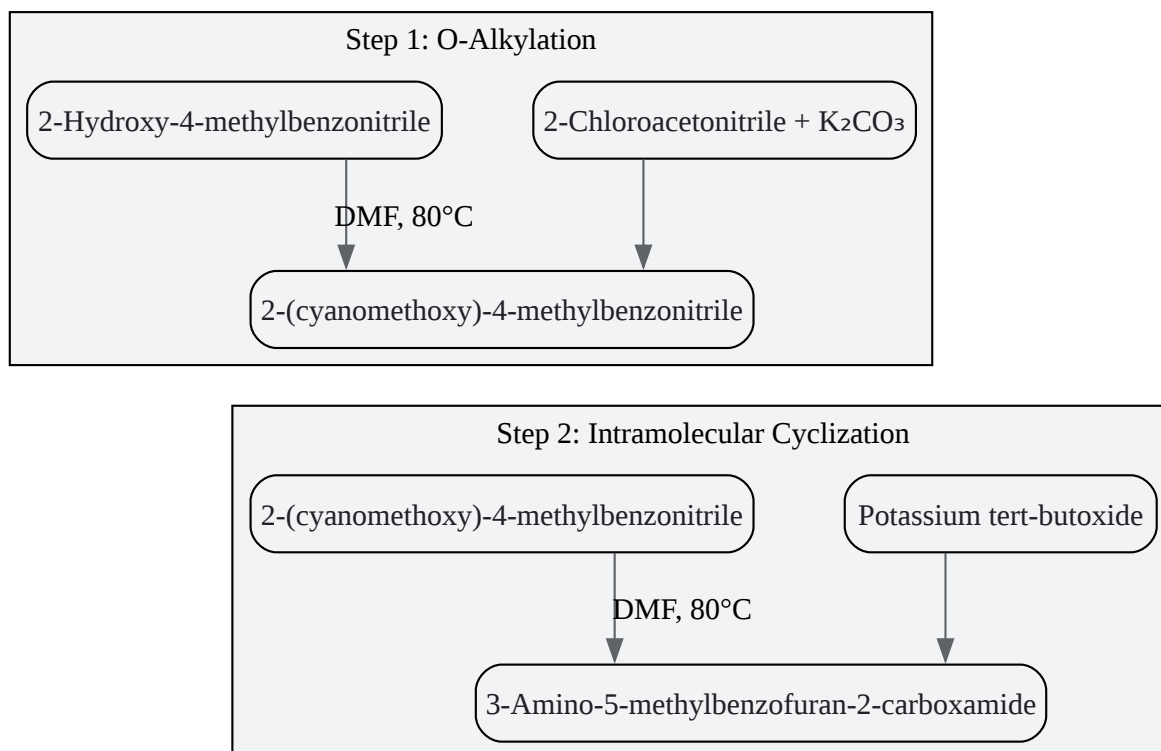 Step 1: O-Alkylation
2-Hydroxy-4-methylbenzonitrile
2-Chloroacetonitrile + K₂CO₃
DMF, 80°C
2-(cyanomethoxy)-4-methylbenzonitrile
Step 2: Intramolecular Cyclization
2-(cyanomethoxy)-4-methylbenzonitrile
Potassium tert-butoxide
DMF, 80°C
3-Amino-5-methylbenzofuran-2-carboxamide